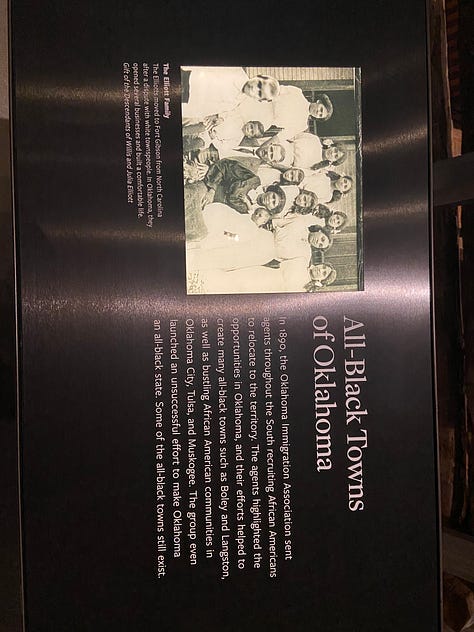 All-Black Towns
of Oklahoma
In 1890, the Oklahoma Immigration Association sent
agents throughout the South recruiting African Americans
to relocate to the territory. The agents highlighted the
opportunities in Oklahoma, and their efforts helped to
create many all-black towns such as Boley and Langston,
as well as bustling African American communities in
Oklahoma City, Tulsa, and Muskogee. The group even
launched an unsuccessful effort to make Oklahoma
an all-black state. Some of the all-black towns still exist.
The Elliott Family
The Elliotts moved to Fort Gibson from North Carolina
after a dispute with white townspeople. In Oklahoma, they
opened several businesses and built a comfortable life.
Gift of the Descendants of Willis and Julia Elliott